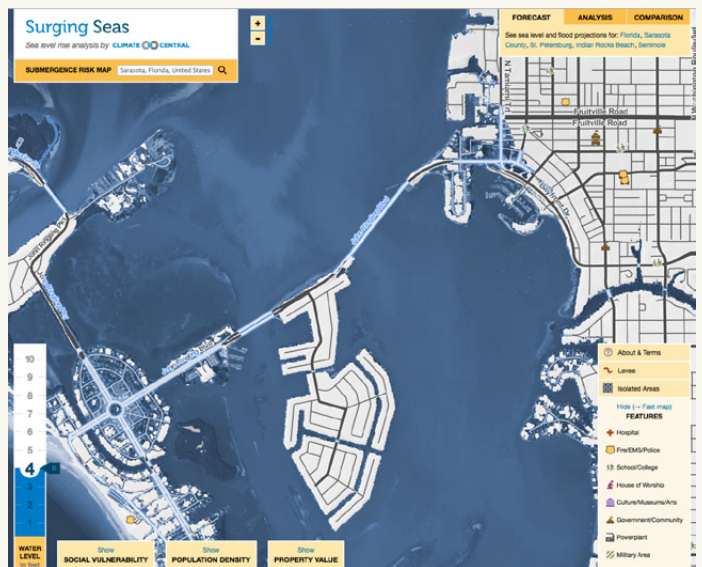 Surging Seas
Sea level rise analysis by CLIMATE CENTRAL
SUBMERGENCE RISK MAP
Sarasota, Florida, United States
+
-
FORECAST
ANALYSIS
COMPARISON
See sea level and flood projections for: Florida, Sarasota
County, St. Petersburg, Indian Rocks Beach, Seminole
N Tamiami Trl
Fruitville Road
Fruitville Road
10
9
8
7
6
5
4
3
2
1
WATER
LEVEL
in feet
Show
SOCIAL VULNERABILITY
Show
POPULATION DENSITY
Show
PROPERTY VALUE
About & Terms
Levee
Isolated Areas
Hide (→ Fast map)
FEATURES
Hospital
Fire/EMS/Police
School/College
House of Worship
Culture/Museums/Arts
Government/Community
Powerplant
Military Area